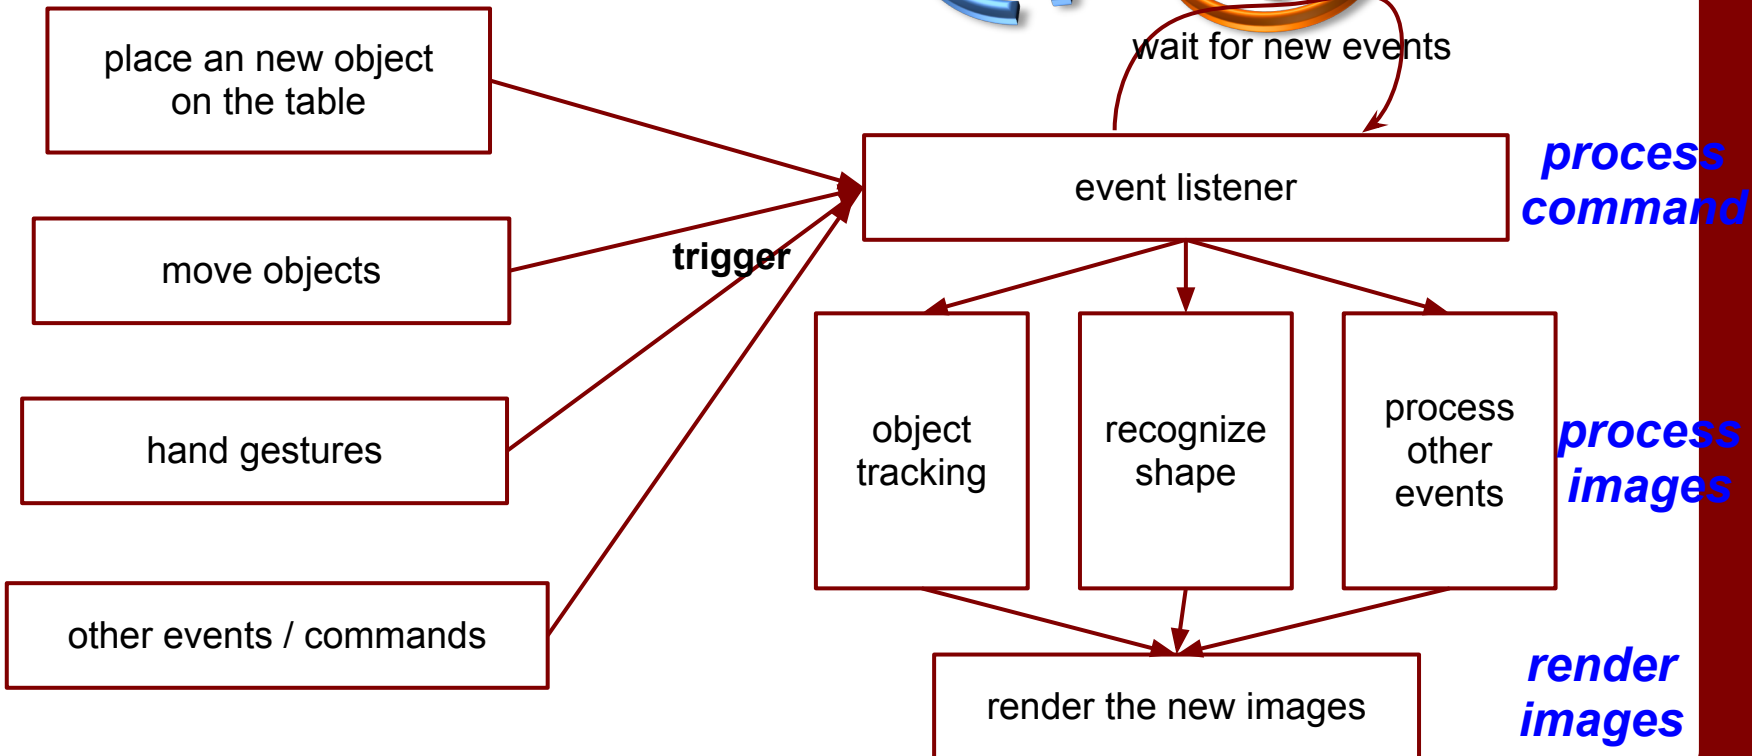 place an new object
on the table
wait for new events
event listener
process
command
move objects
trigger
hand gestures
object
tracking
recognize
shape
process
other
events
process
images
other events / commands
render the new images
render
images